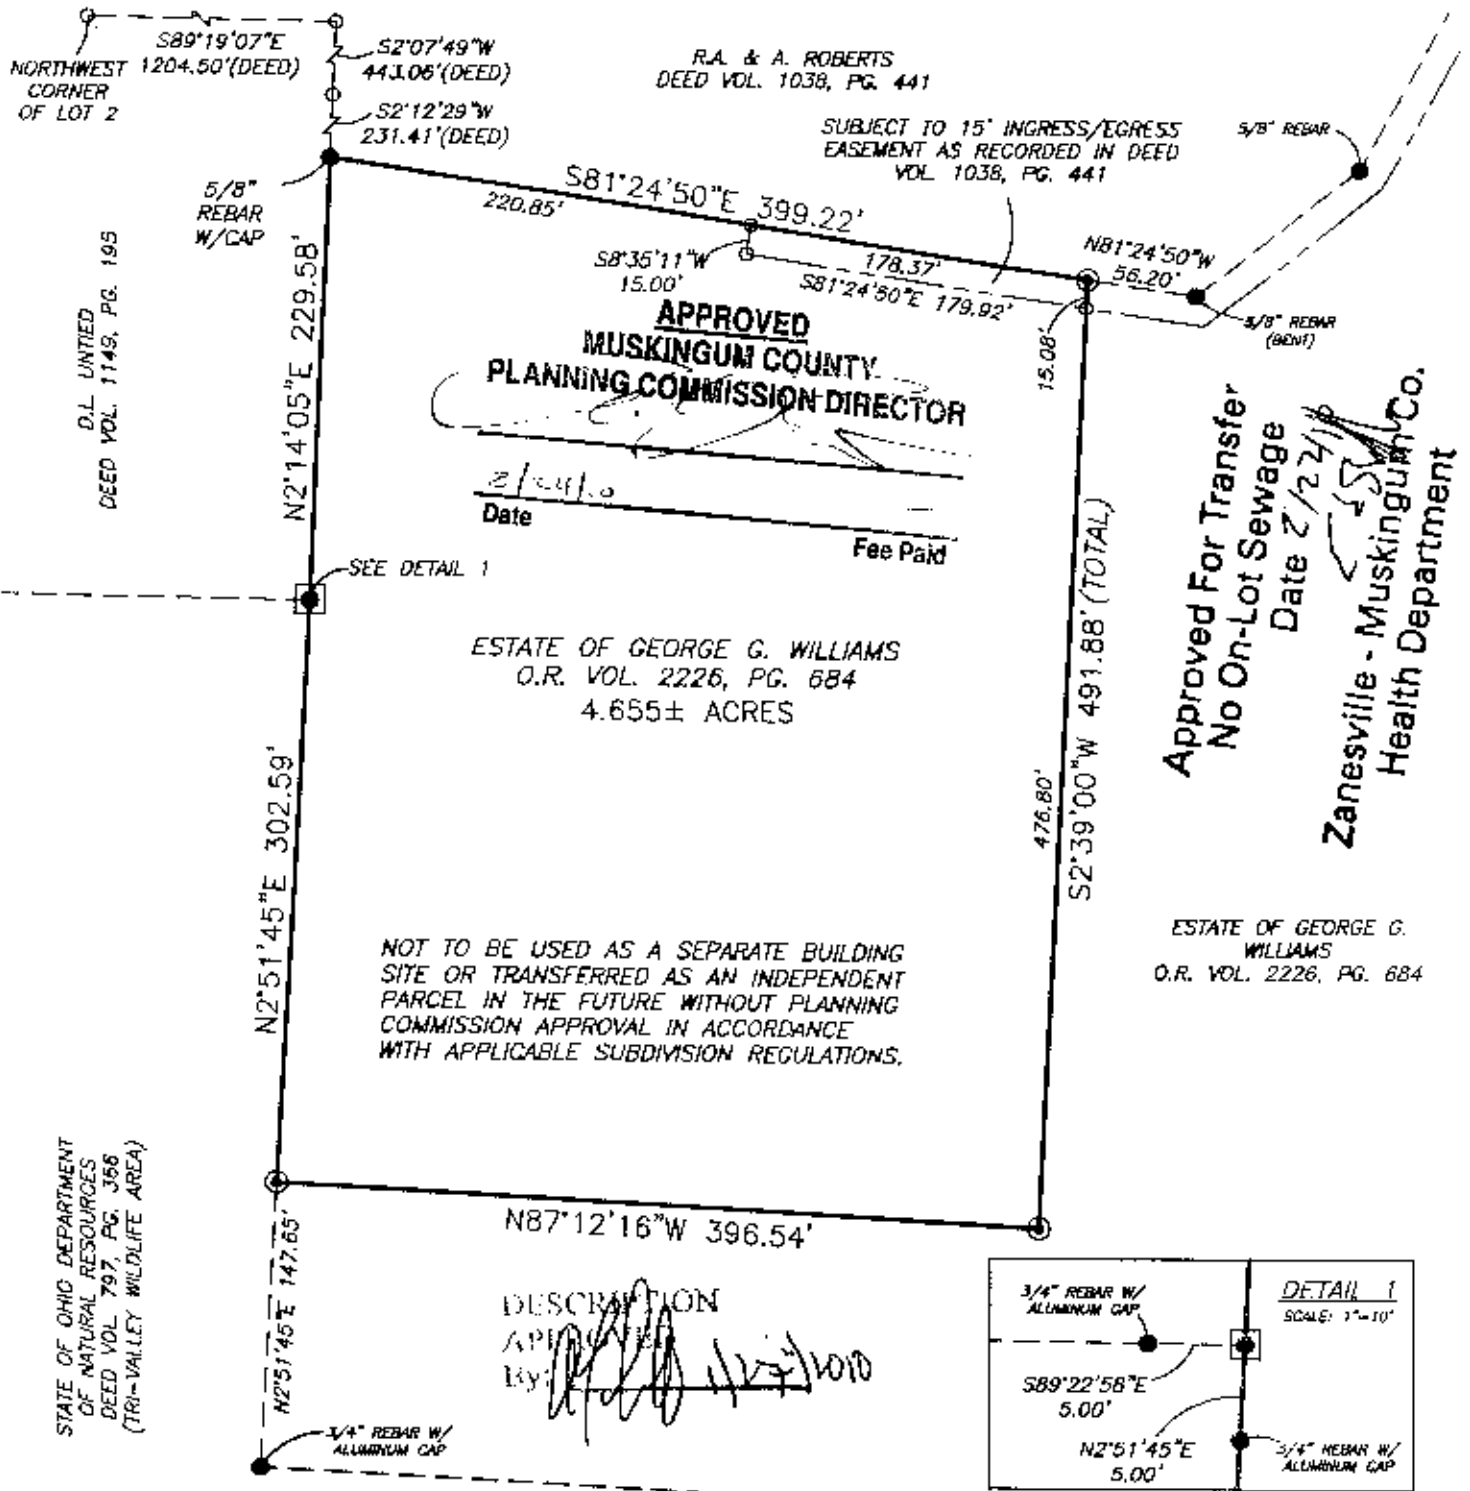 S89°19'07"E
1204.50'(DEED)
NORTHWEST
CORNER
OF LOT 2
S2°07'49"W
443.06'(DEED)
S2°12'29"W
231.41'(DEED)
R.A. & A. ROBERTS
DEED VOL. 1038, PG. 441
SUBJECT TO 15' INGRESS/EGRESS
EASEMENT AS RECORDED IN DEED
VOL. 1038, PG. 441
5/8" REBAR
5/8"
REBAR
W/CAP
S81°24'50"E 399.22'
220.85'
178.37'
S8°35'11"W
15.00'
S81°24'50"E 179.92'
N81°24'50"W
56.20'
5/8" REBAR
(BENT)
15.08'
D.L. UNTIED
DEED VOL. 1149, PG. 195
N2°14'05"E 229.58'
APPROVED
MUSKINGUM COUNTY
PLANNING COMMISSION DIRECTOR
Date
Fee Paid
SEE DETAIL 1
ESTATE OF GEORGE G. WILLIAMS
O.R. VOL. 2226, PG. 684
4.655± ACRES
S2°39'00"W 491.88' (TOTAL)
476.80'
Approved For Transfer
No On-Lot Sewage
Date
Zanesville - Muskingum Co.
Health Department
ESTATE OF GEORGE G.
WILLIAMS
O.R. VOL. 2226, PG. 684
N2°51'45"E 302.59'
NOT TO BE USED AS A SEPARATE BUILDING
SITE OR TRANSFERRED AS AN INDEPENDENT
PARCEL IN THE FUTURE WITHOUT PLANNING
COMMISSION APPROVAL IN ACCORDANCE
WITH APPLICABLE SUBDIVISION REGULATIONS.
STATE OF OHIO DEPARTMENT
OF NATURAL RESOURCES
DEED VOL. 797, PG. 366
(TRI-VALLEY WILDLIFE AREA)
N87°12'16"W 396.54'
N2°51'45"E 147.65'
3/4" REBAR W/
ALUMINUM CAP
DESCRIPTION
APPROVED
By:
DETAIL 1
SCALE: 1"=10'
3/4" REBAR W/
ALUMINUM CAP
S89°22'58"E
5.00'
N2°51'45"E
5.00'
3/4" REBAR W/
ALUMINUM CAP